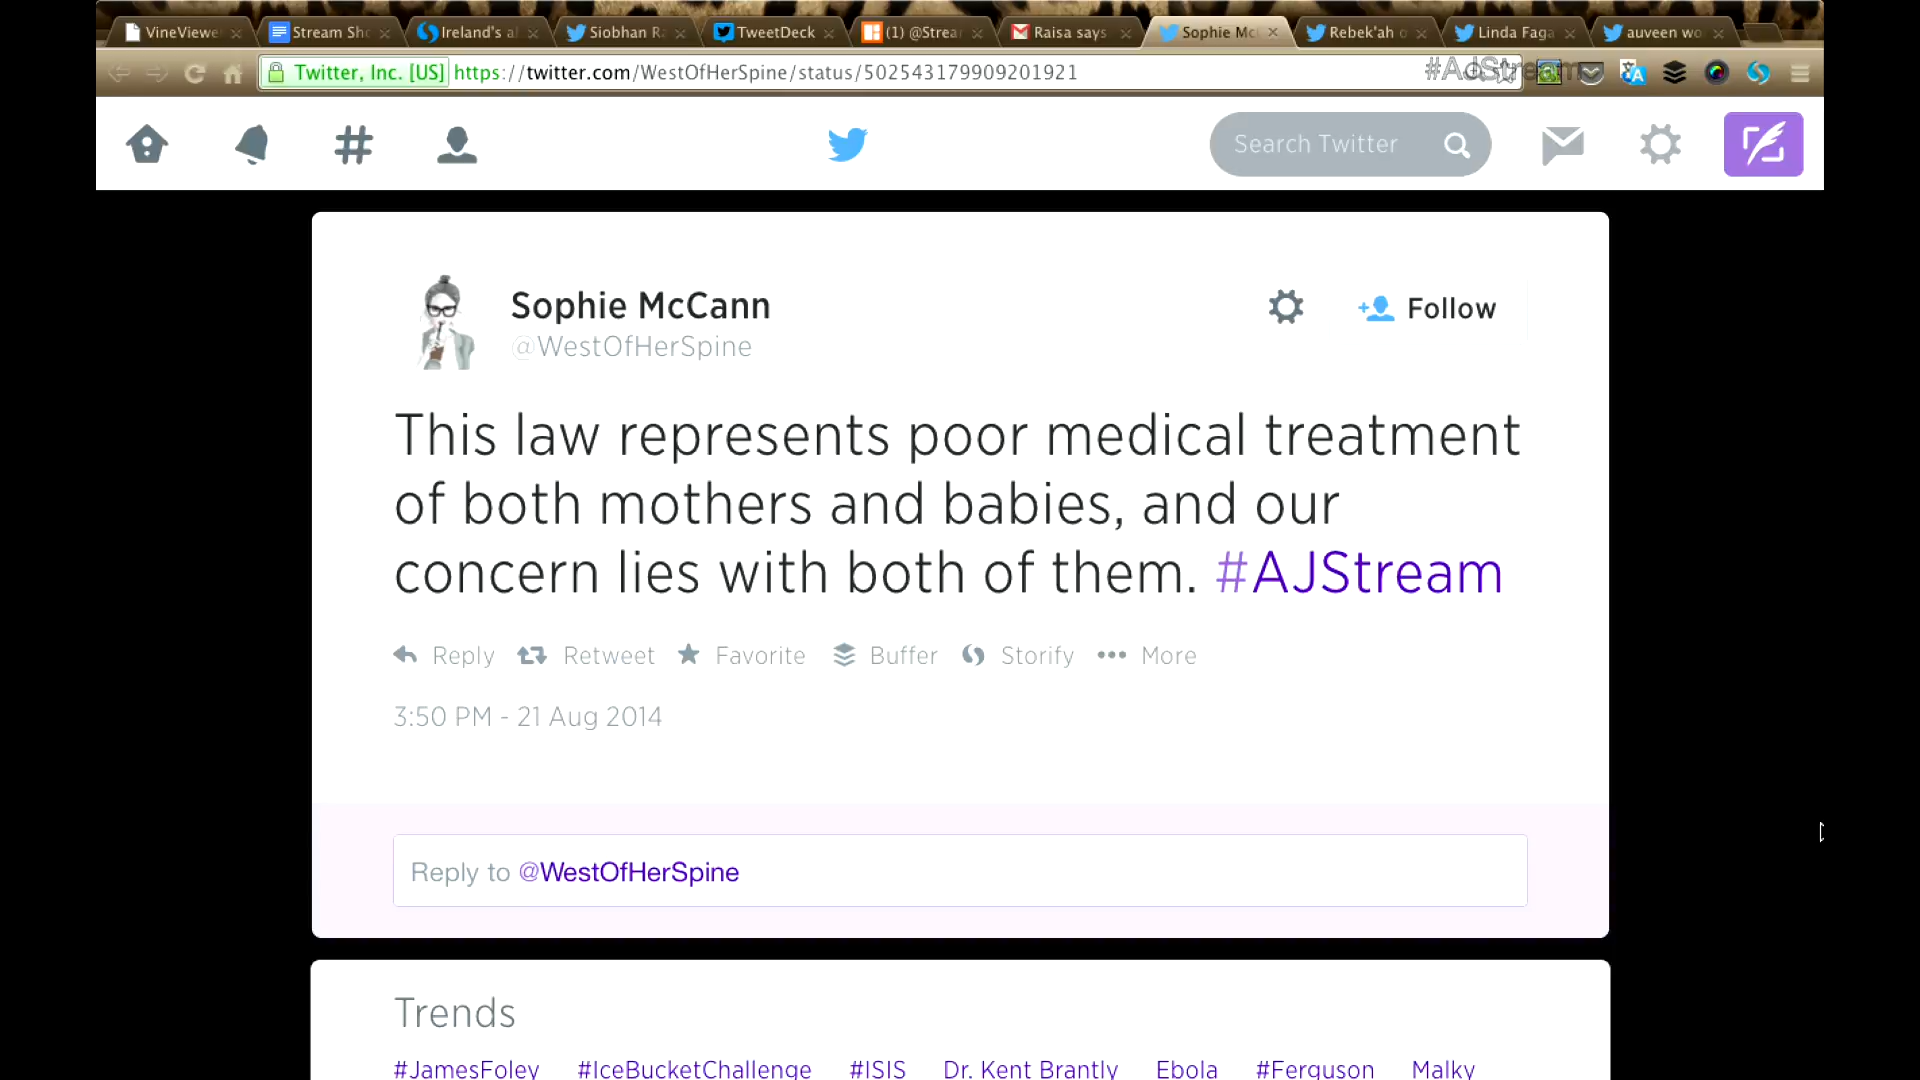 VineViewe Stream Sh Ireland's a Siobhan R TweetDeck (1) @Strea Raisa says Sophie Mc Rebek'ah o Linda Faga auveen wo
Twitter, Inc. [US] https://twitter.com/WestOfHerSpine/status/502543179909201921 #AJStream
Search Twitter
Sophie McCann
@WestOfHerSpine
Follow
This law represents poor medical treatment
of both mothers and babies, and our
concern lies with both of them. #AJStream
Reply Retweet Favorite Buffer Storify More
3:50 PM - 21 Aug 2014
Reply to @WestOfHerSpine
Trends
#JamesFoley #IceBucketChallenge #ISIS Dr. Kent Brantly Ebola #Ferguson Malky